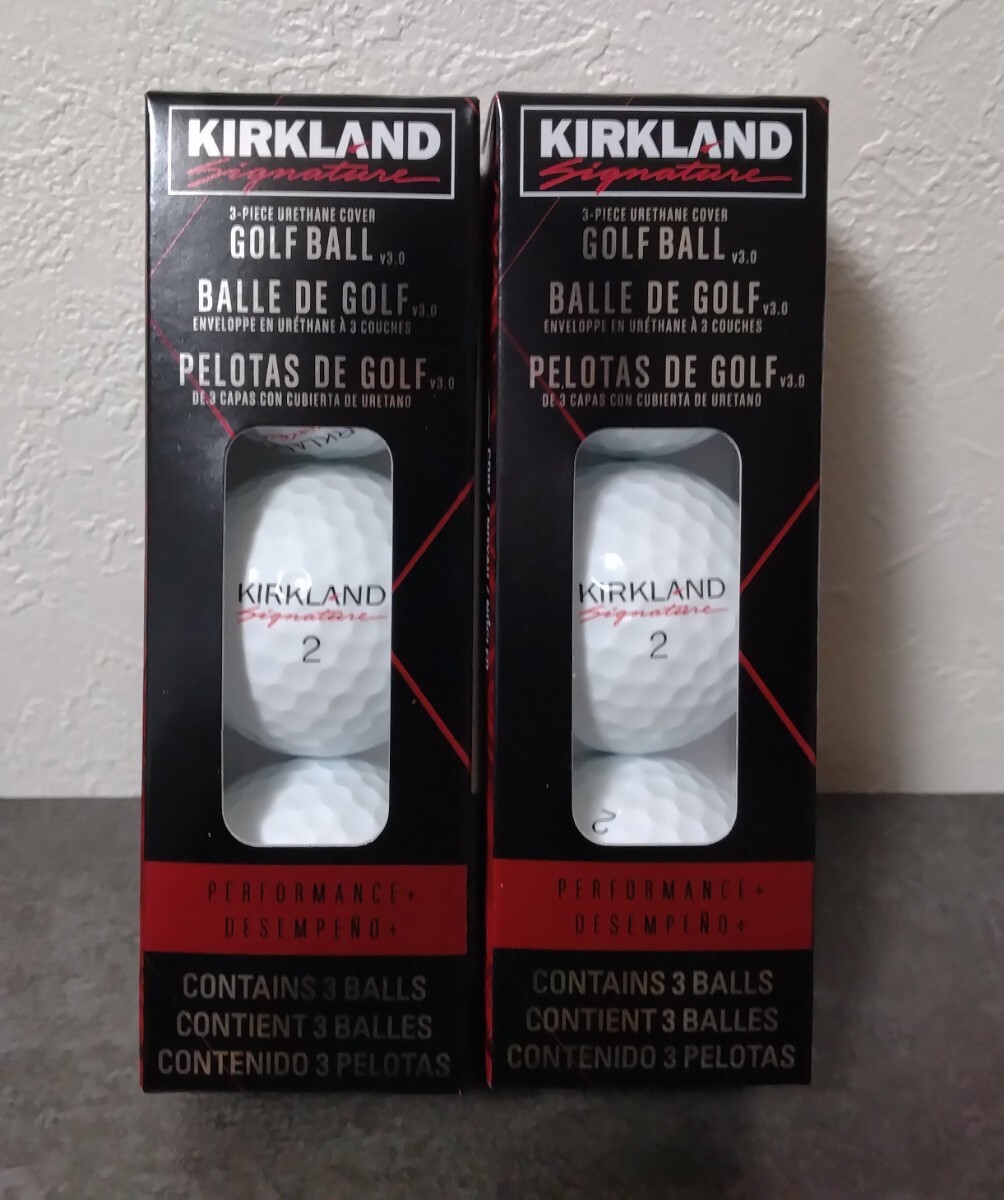 KIRKLAND
Signature
3-PIECE URETHANE COVER
GOLF BALL v3.0
BALLE DE GOLF v3.0
ENVELOPPE EN URÉTHANE À 3 COUCHES
PELOTAS DE GOLF v3.0
DE 3 CAPAS CON CUBIERTA DE URETANO
KIRKLAND
Signature
2
PERFORMANCE+
DESEMPEÑO+
CONTAINS 3 BALLS
CONTIENT 3 BALLES
CONTENIDO 3 PELOTAS
KIRKLAND
Signature
3-PIECE URETHANE COVER
GOLF BALL v3.0
BALLE DE GOLF v3.0
ENVELOPPE EN URÉTHANE À 3 COUCHES
PELOTAS DE GOLF v3.0
DE 3 CAPAS CON CUBIERTA DE URETANO
KIRKLAND
Signature
2
2
PERFORMANCE+
DESEMPEÑO+
CONTAINS 3 BALLS
CONTIENT 3 BALLES
CONTENIDO 3 PELOTAS